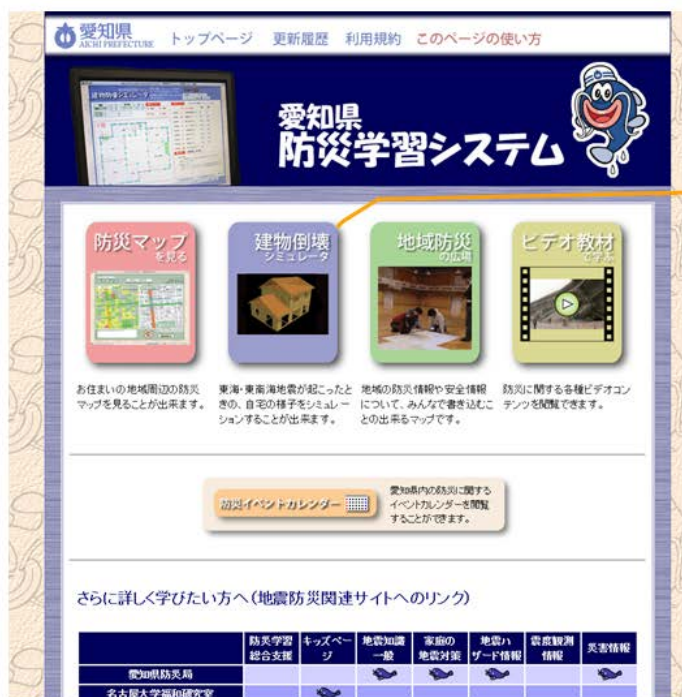 愛知県
AICHI PREFECTURE
トップページ 更新履歴 利用規約 このページの使い方
愛知県
防災学習システム
防災マップ
を見る
建物倒壊
シミュレータ
地域防災
の広場
ビデオ教材
で学ぶ
お住まいの地域周辺の防災
マップを見ることが出来ます。
東海・東南海地震が起こったと
きの、自宅の様子をシミュレー
ションすることが出来ます。
地域の防災情報や安全情報
について、みんなで書き込むこ
との出来るマップです。
防災に関する各種ビデオコン
テンツを閲覧できます。
防災イベントカレンダー
愛知県内の防災に関する
イベントカレンダーを閲覧
することができます。
さらに詳しく学びたい方へ(地震防災関連サイトへのリンク)
防災学習
総合支援
キッズペー
ジ
地震知識
一般
家庭の
地震対策
地震ハ
ザード情報
震度観測
情報
災害情報
愛知県防災局
名古屋大学福和研究室